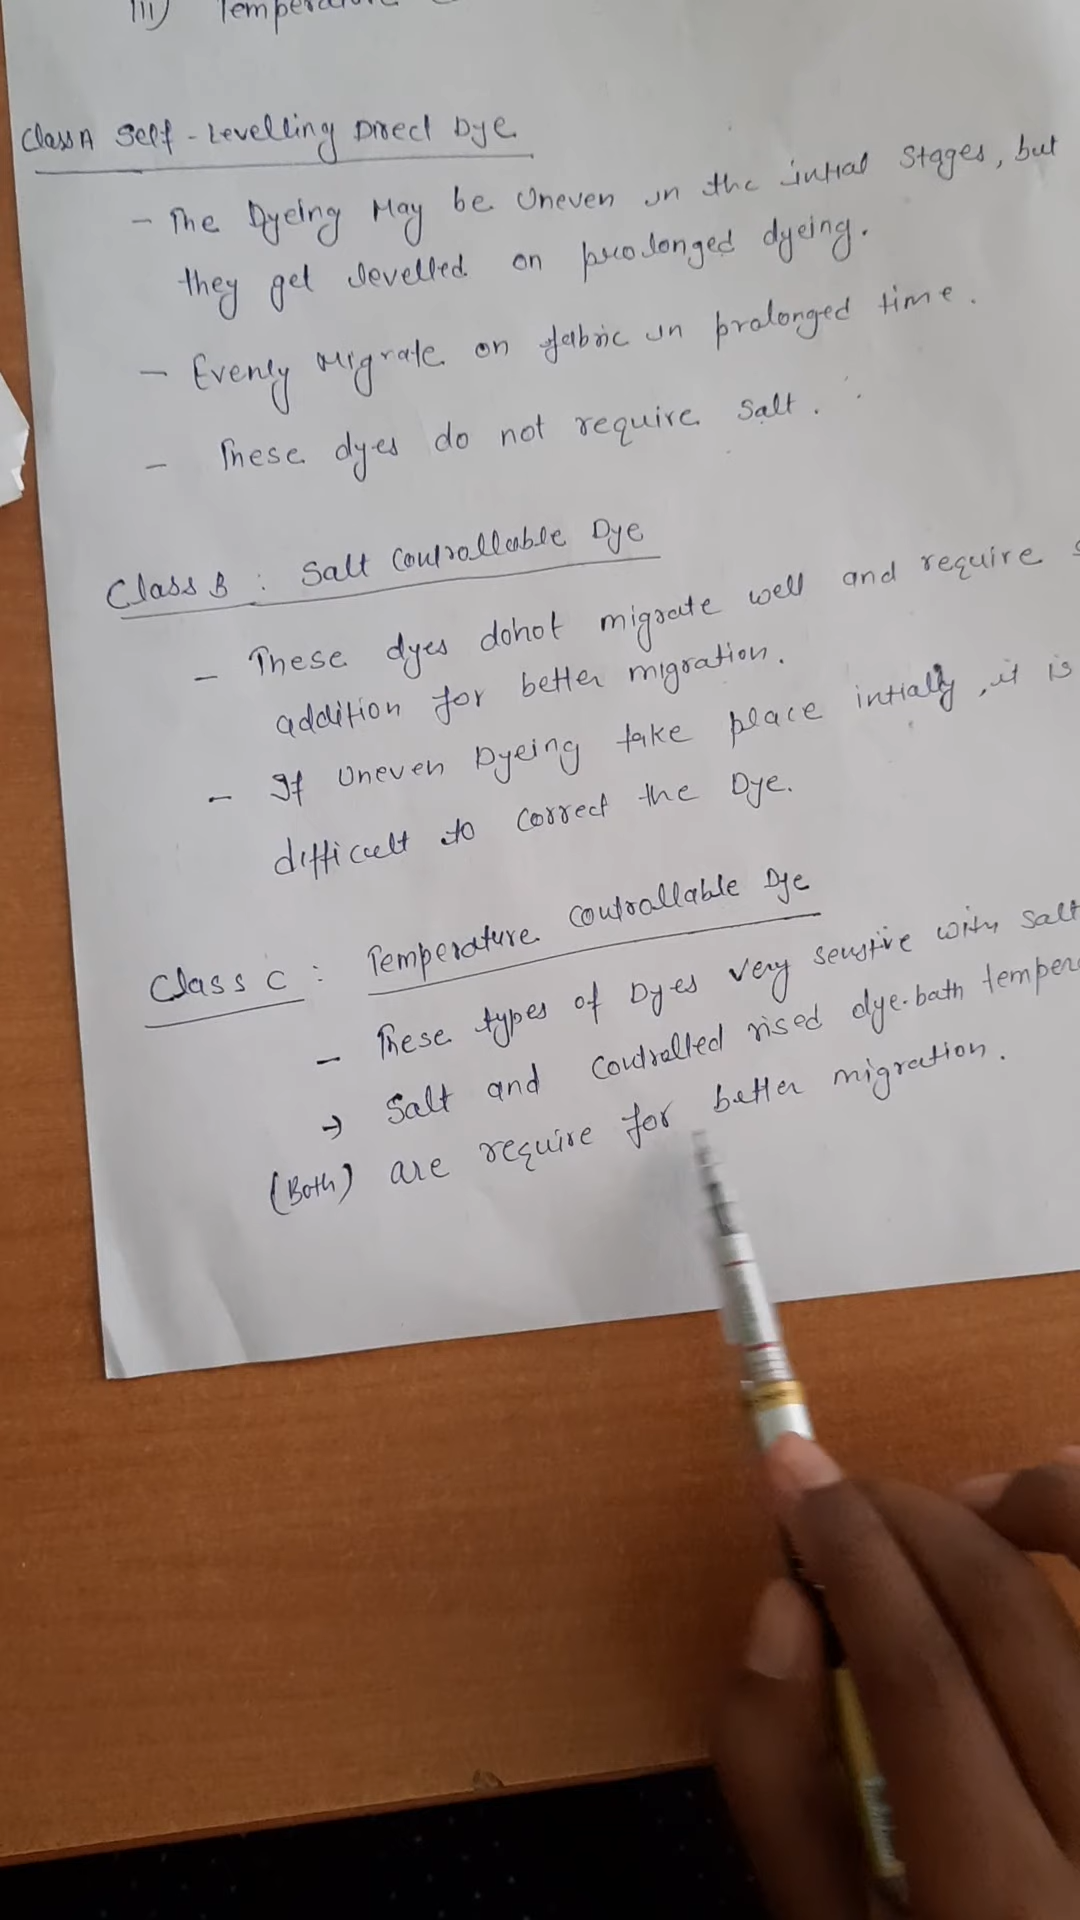 III) Temperature
Class A Self-Levelling Direct Dye
- The Dyeing May be Uneven in the intial Stages, but
they get levelled on prolonged dyeing.
- Evenly Migrate on fabric in prolonged time.
- These dyes do not require Salt.
Class B : Salt Controllable Dye
- These dyes donot migrate well and require
addition for better migration.
- If Uneven Dyeing take place intially, it is
difficult to correct the Dye.
Class C : Temperature Controllable Dye
- These types of Dyes very senstive with salt
→ Salt and Controlled rised dye-bath temper
(Both) are require for better migration.